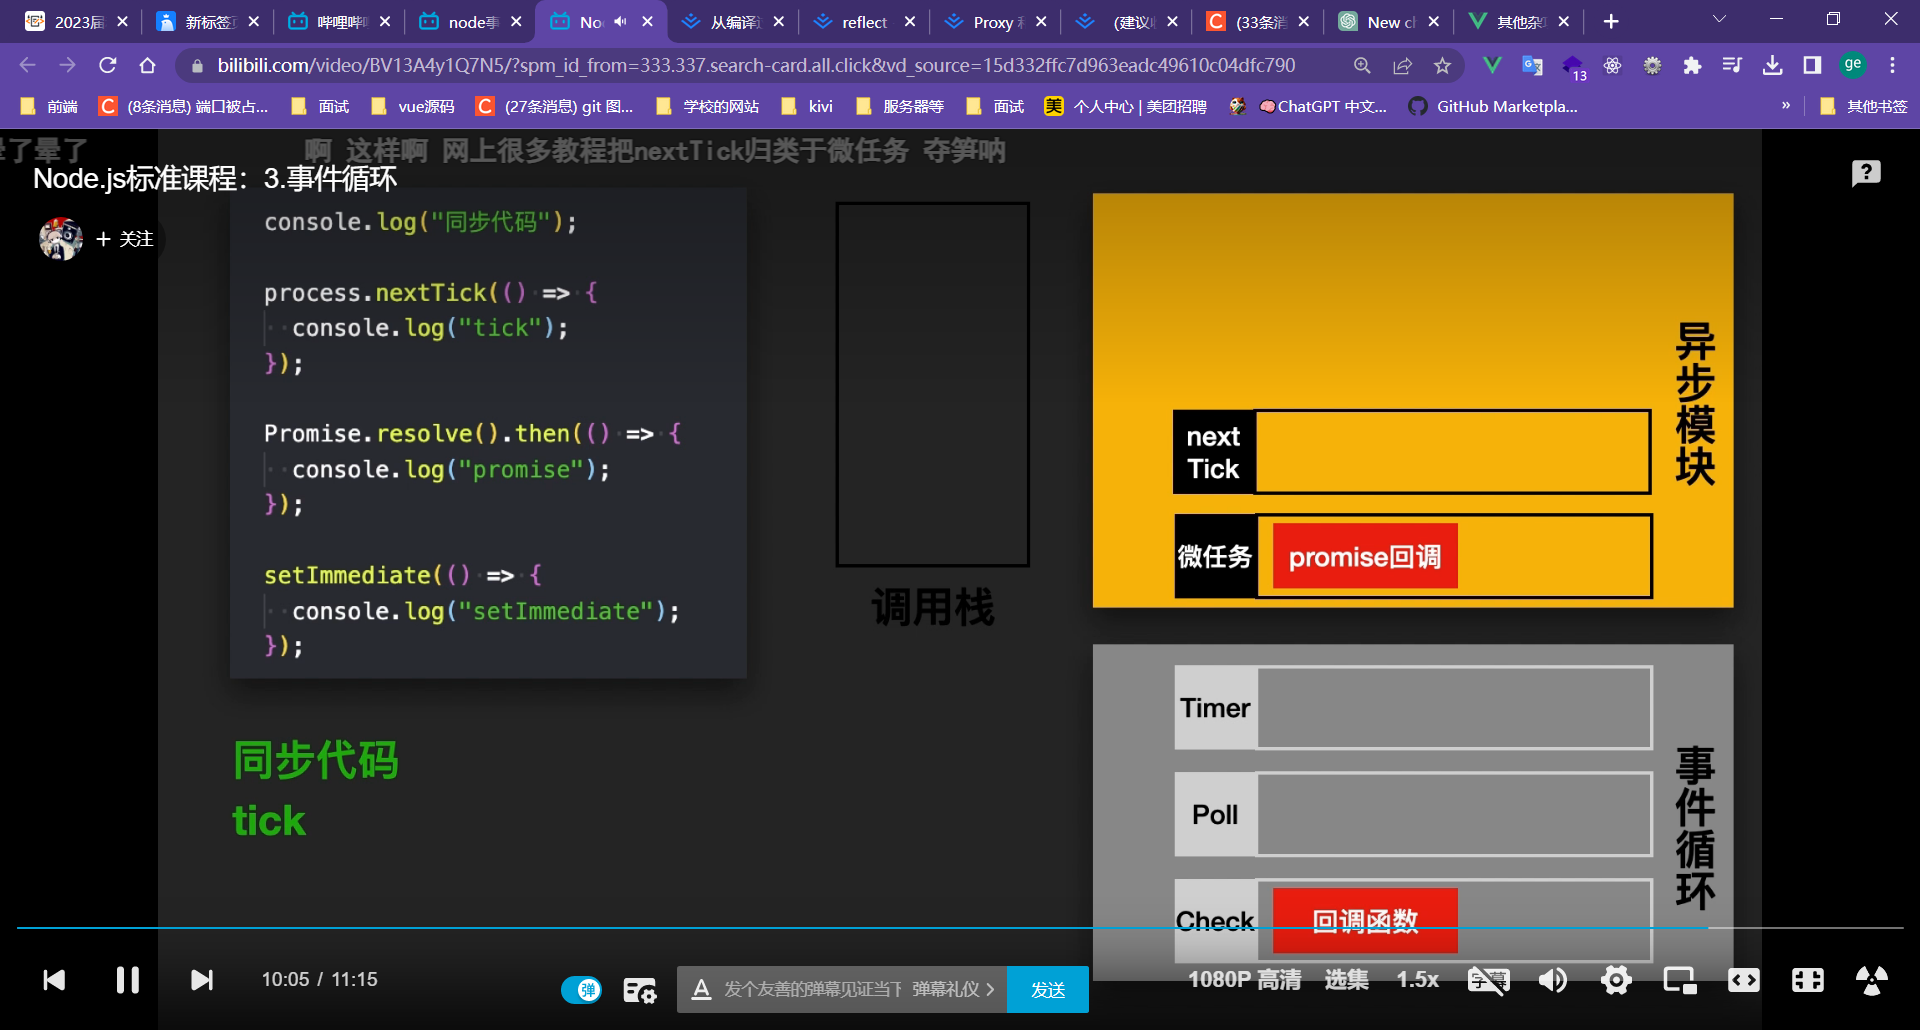 2023届
新标签页
哔哩哔哩
node事
No
从编译
reflect
Proxy 和
(建议
(33条消
New ch
其他杂
bilibili.com/video/BV13A4y1Q7N5/?spm_id_from=333.337.search-card.all.click&vd_source=15d332ffc7d963eadc49610c04dfc790
13
ge
前端
(8条消息) 端口被占...
面试
vue源码
(27条消息) git 图...
学校的网站
kivi
服务器等
面试
美
个人中心 | 美团招聘
ChatGPT 中文...
GitHub Marketpla...
»
其他书签
晕了晕了
啊 这样啊 网上很多教程把nextTick归类于微任务 夺笋呐
Node.js标准课程：3.事件循环
+ 关注
console.log("同步代码");
process.nextTick(() => {
console.log("tick");
});
Promise.resolve().then(() => {
console.log("promise");
});
setImmediate(() => {
console.log("setImmediate");
});
同步代码
tick
调用栈
异步模块
next
Tick
微任务
promise回调
事件循环
Timer
Poll
Check
回调函数
10:05 / 11:15
弹
发个友善的弹幕见证当下
弹幕礼仪 >
发送
1080P 高清
选集
1.5x
字幕